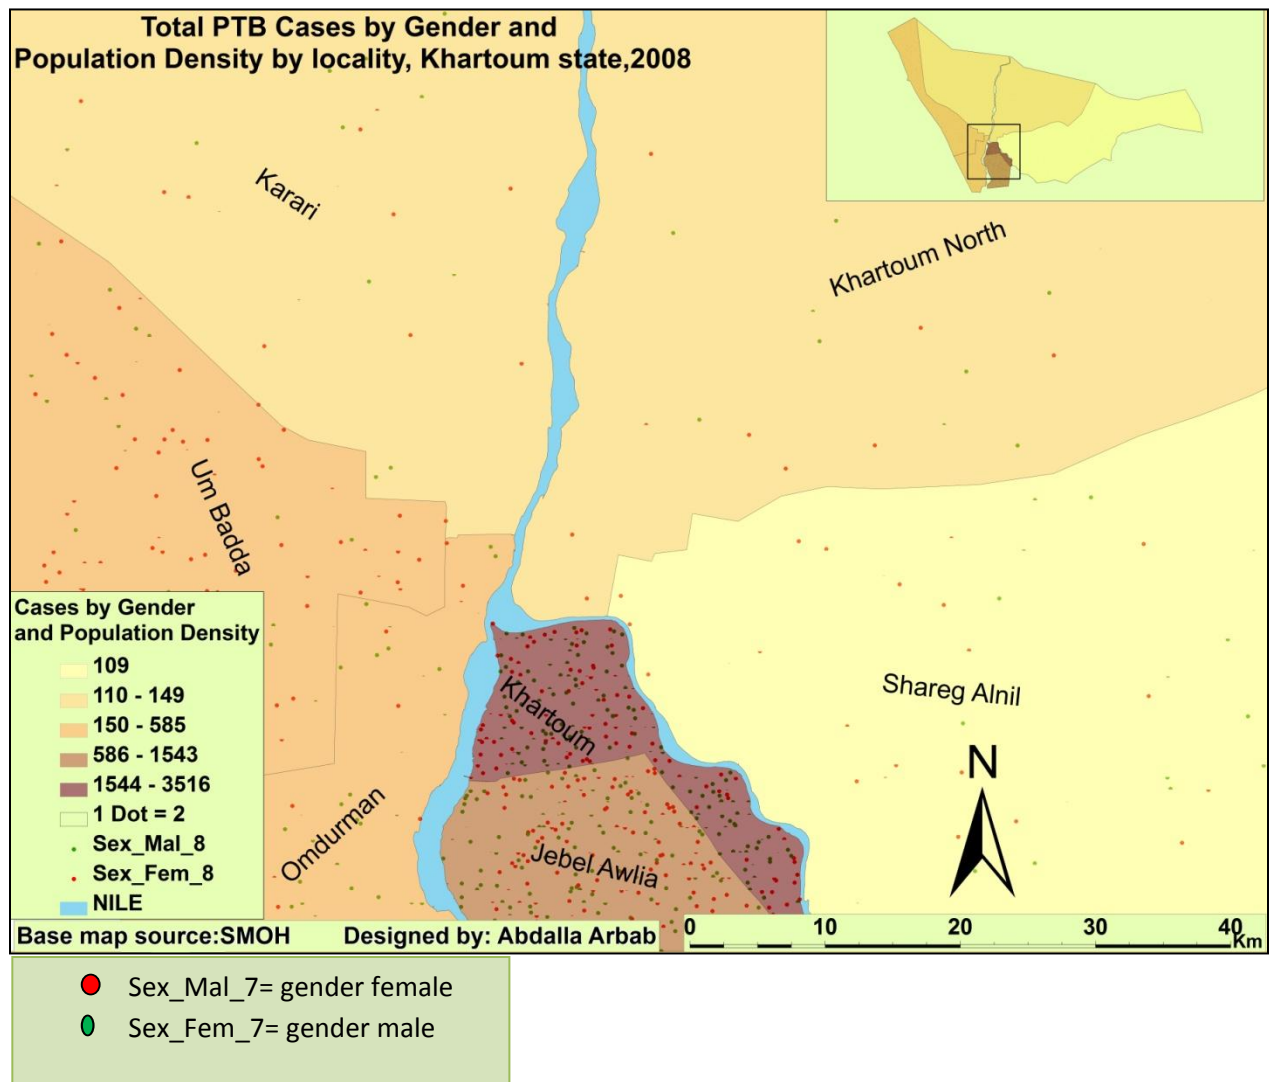 Total PTB Cases by Gender and
Population Density by locality, Khartoum state,2008
Karari
Khartoum North
Um Badda
Cases by Gender
and Population Density
109
110 - 149
150 - 585
586 - 1543
1544 - 3516
1 Dot = 2
Sex_Mal_8
Sex_Fem_8
NILE
Khartoum
Shareg Alnil
N
Omdurman
Jebel Awlia
Base map source:SMOH Designed by: Abdalla Arbab
0 10 20 30 40
Km
Sex_Mal_7= gender female
Sex_Fem_7= gender male